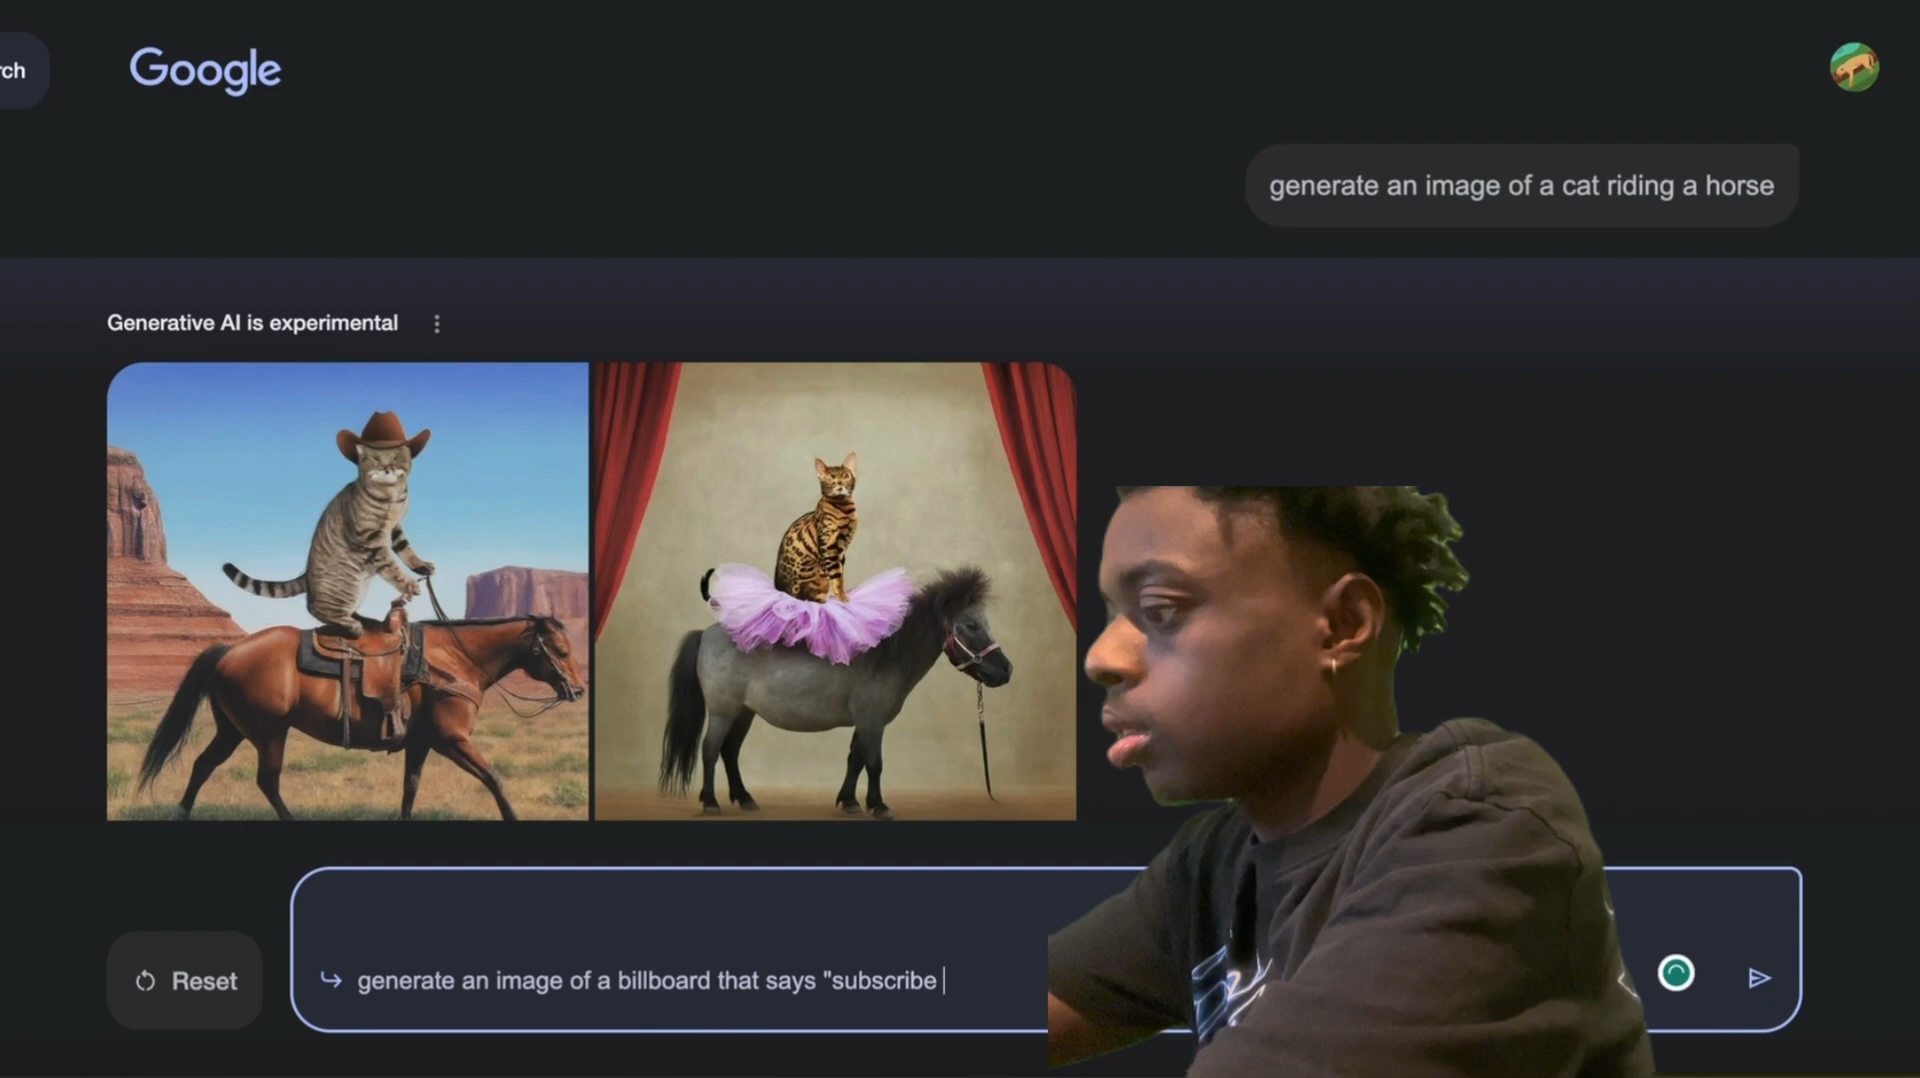 rch
Google
generate an image of a cat riding a horse
Generative AI is experimental
Reset
generate an image of a billboard that says "subscribe